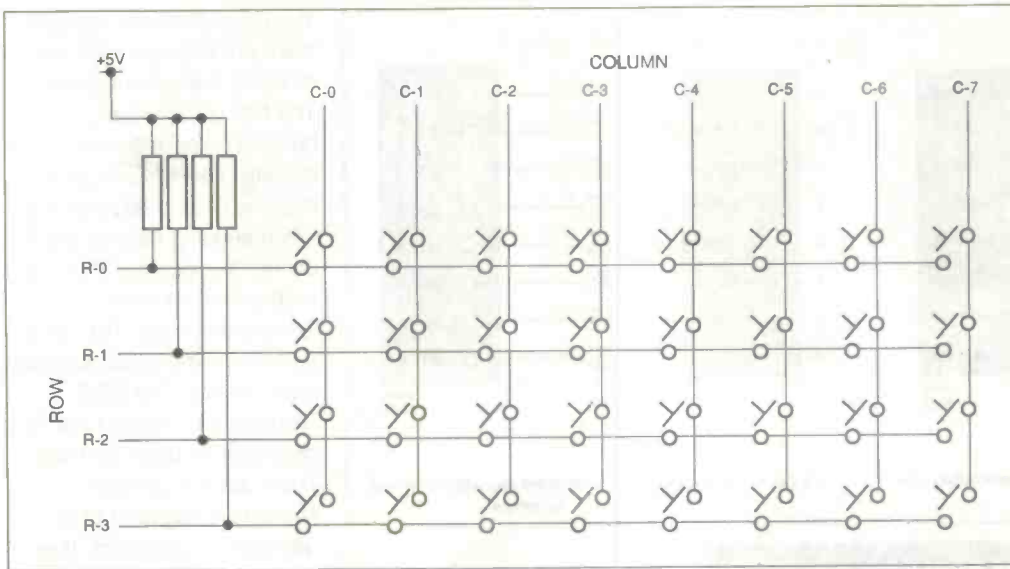 +5V
COLUMN
C-0 C-1 C-2 C-3 C-4 C-5 C-6 C-7
R-0
R-1
ROW
R-2
R-3